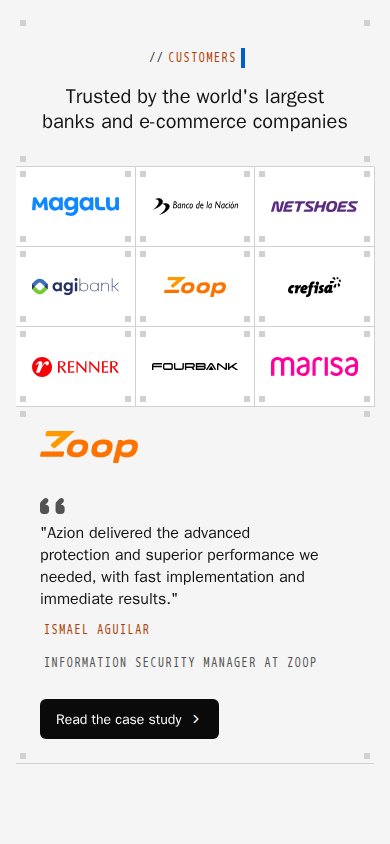 // CUSTOMERS
Trusted by the world's largest
banks and e-commerce companies
magalu
Banco de la Nación
NETSHOES
agibank
Zoop
crefisa
r RENNER
FOURBANK
marisa
Zoop
"Azion delivered the advanced
protection and superior performance we
needed, with fast implementation and
immediate results."
ISMAEL AGUILAR
INFORMATION SECURITY MANAGER AT ZOOP
Read the case study